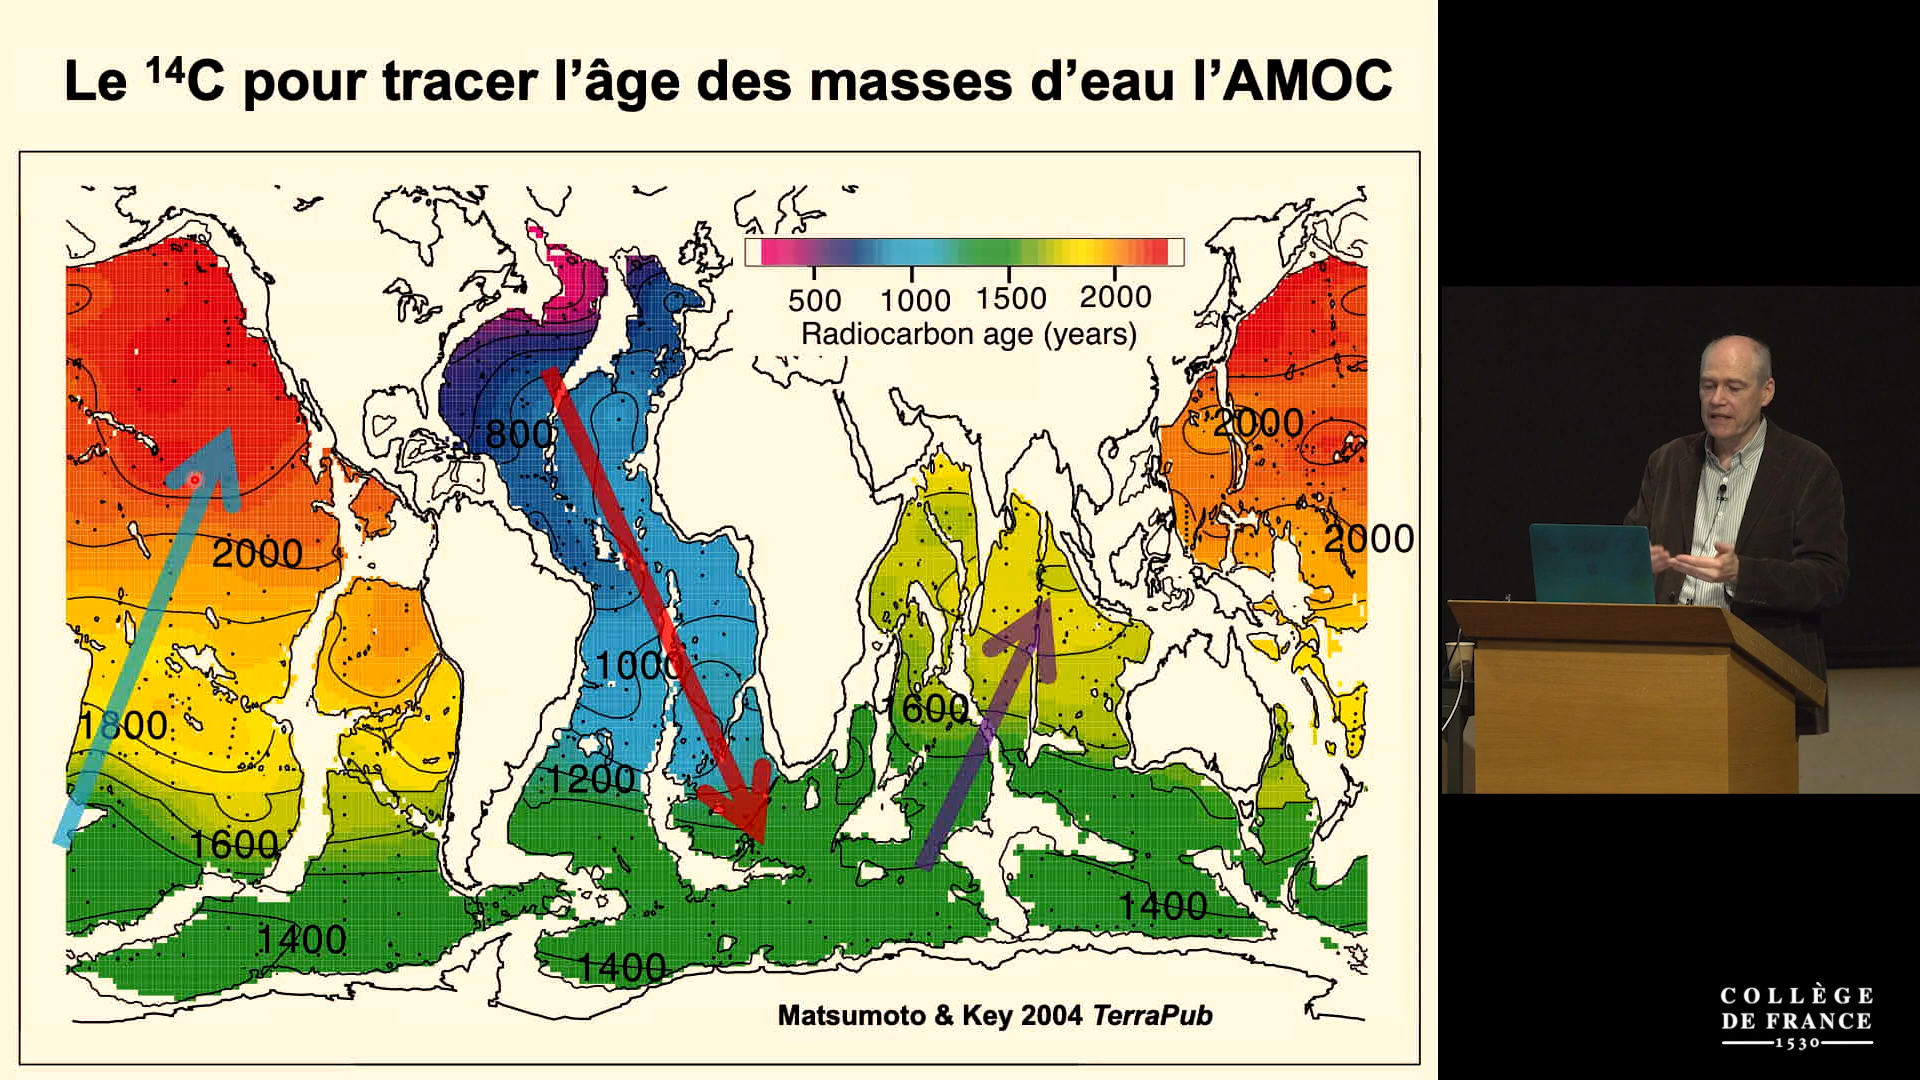 Le ¹⁴C pour tracer l’âge des masses d’eau l’AMOC
500 1000 1500 2000
Radiocarbon age (years)
800
2000
2000
2000
1000
1800
1600
1200
1600
1400
1400
1400
Matsumoto & Key 2004 TerraPub
COLLÈGE
DE FRANCE
1530